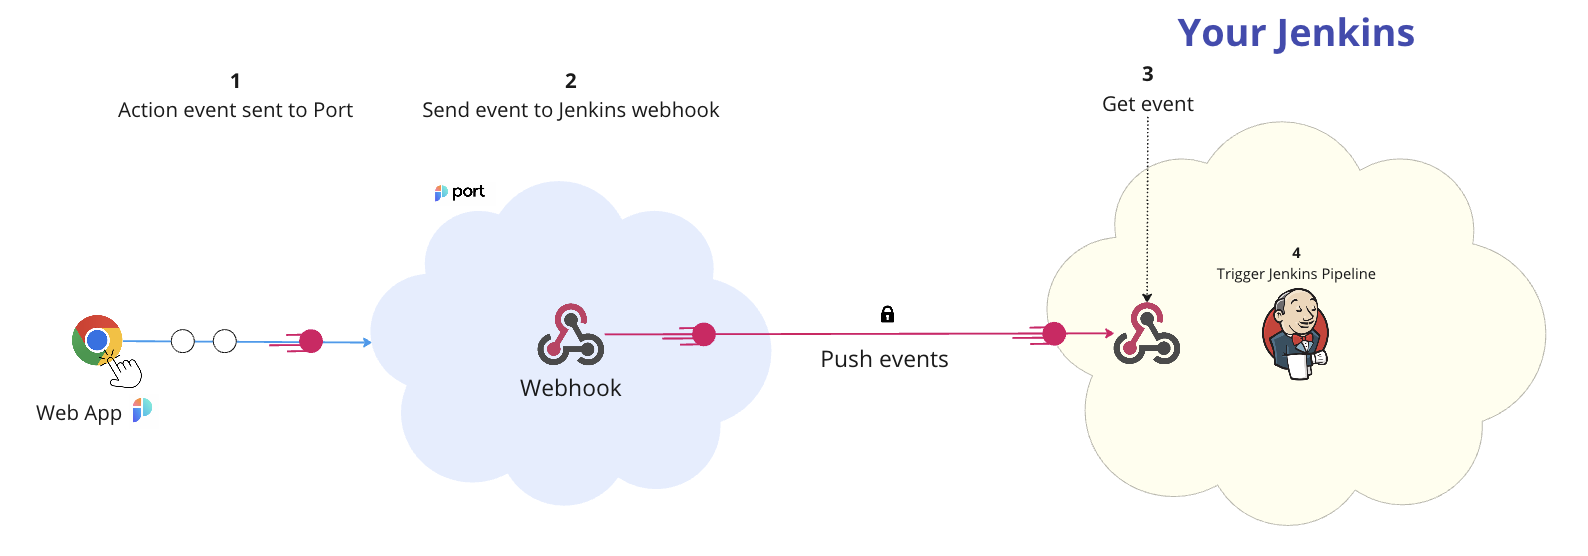 Your Jenkins
1
Action event sent to Port
2
Send event to Jenkins webhook
3
Get event
port
4
Trigger Jenkins Pipeline
Push events
Webhook
Web App